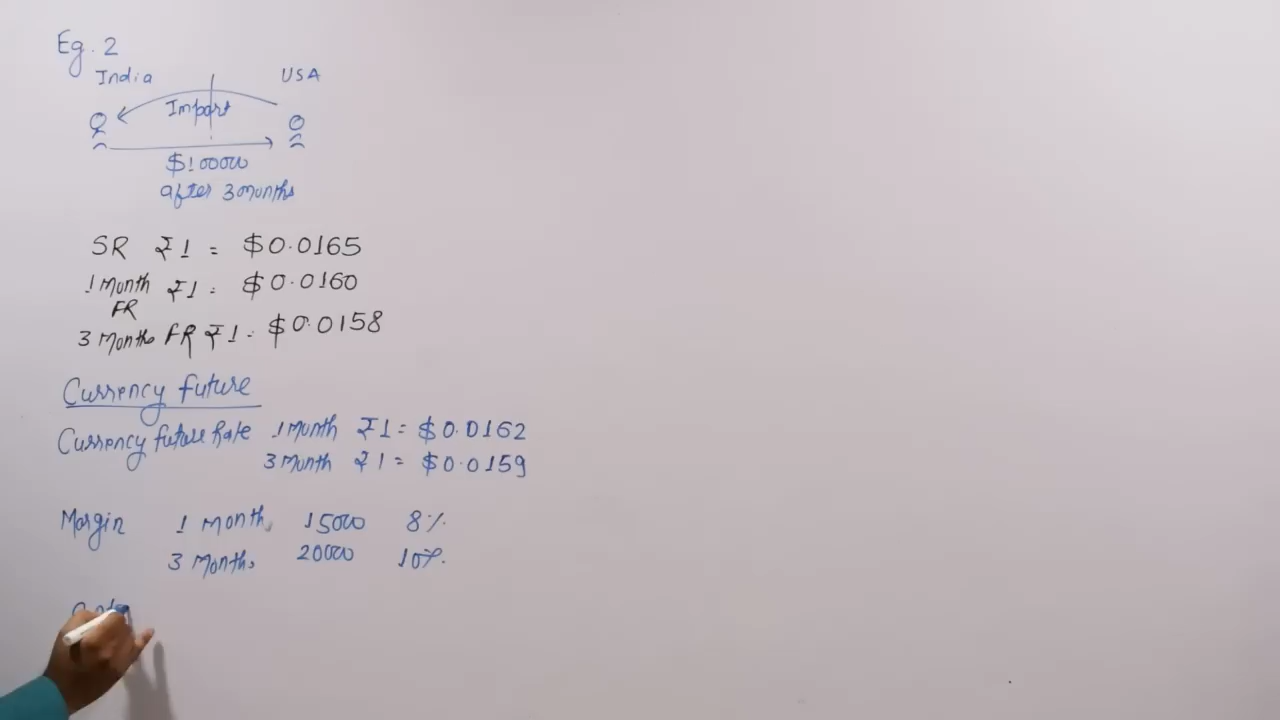 Eg. 2
India USA
Import
$100000
after 3 months
SR ₹1 = $0.0165
1 Month FR ₹1 = $0.0160
3 Months FR ₹1 = $0.0158
Currency future
Currency future Rate 1 Month ₹1 = $0.0162
3 Month ₹1 = $0.0159
Margin 1 month 15000 8%
3 Months 20000 10%